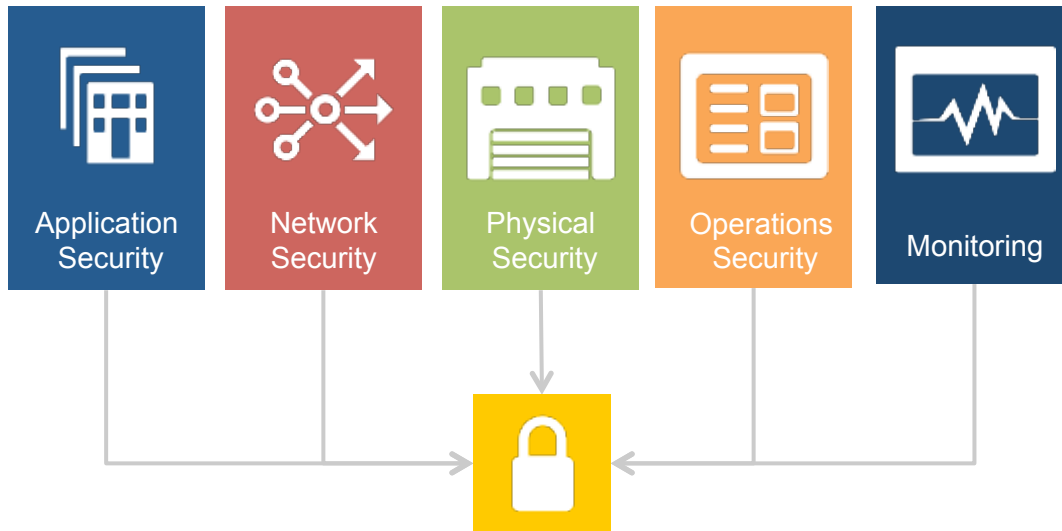 Application
Security
Network
Security
Physical
Security
Operations
Security
Monitoring